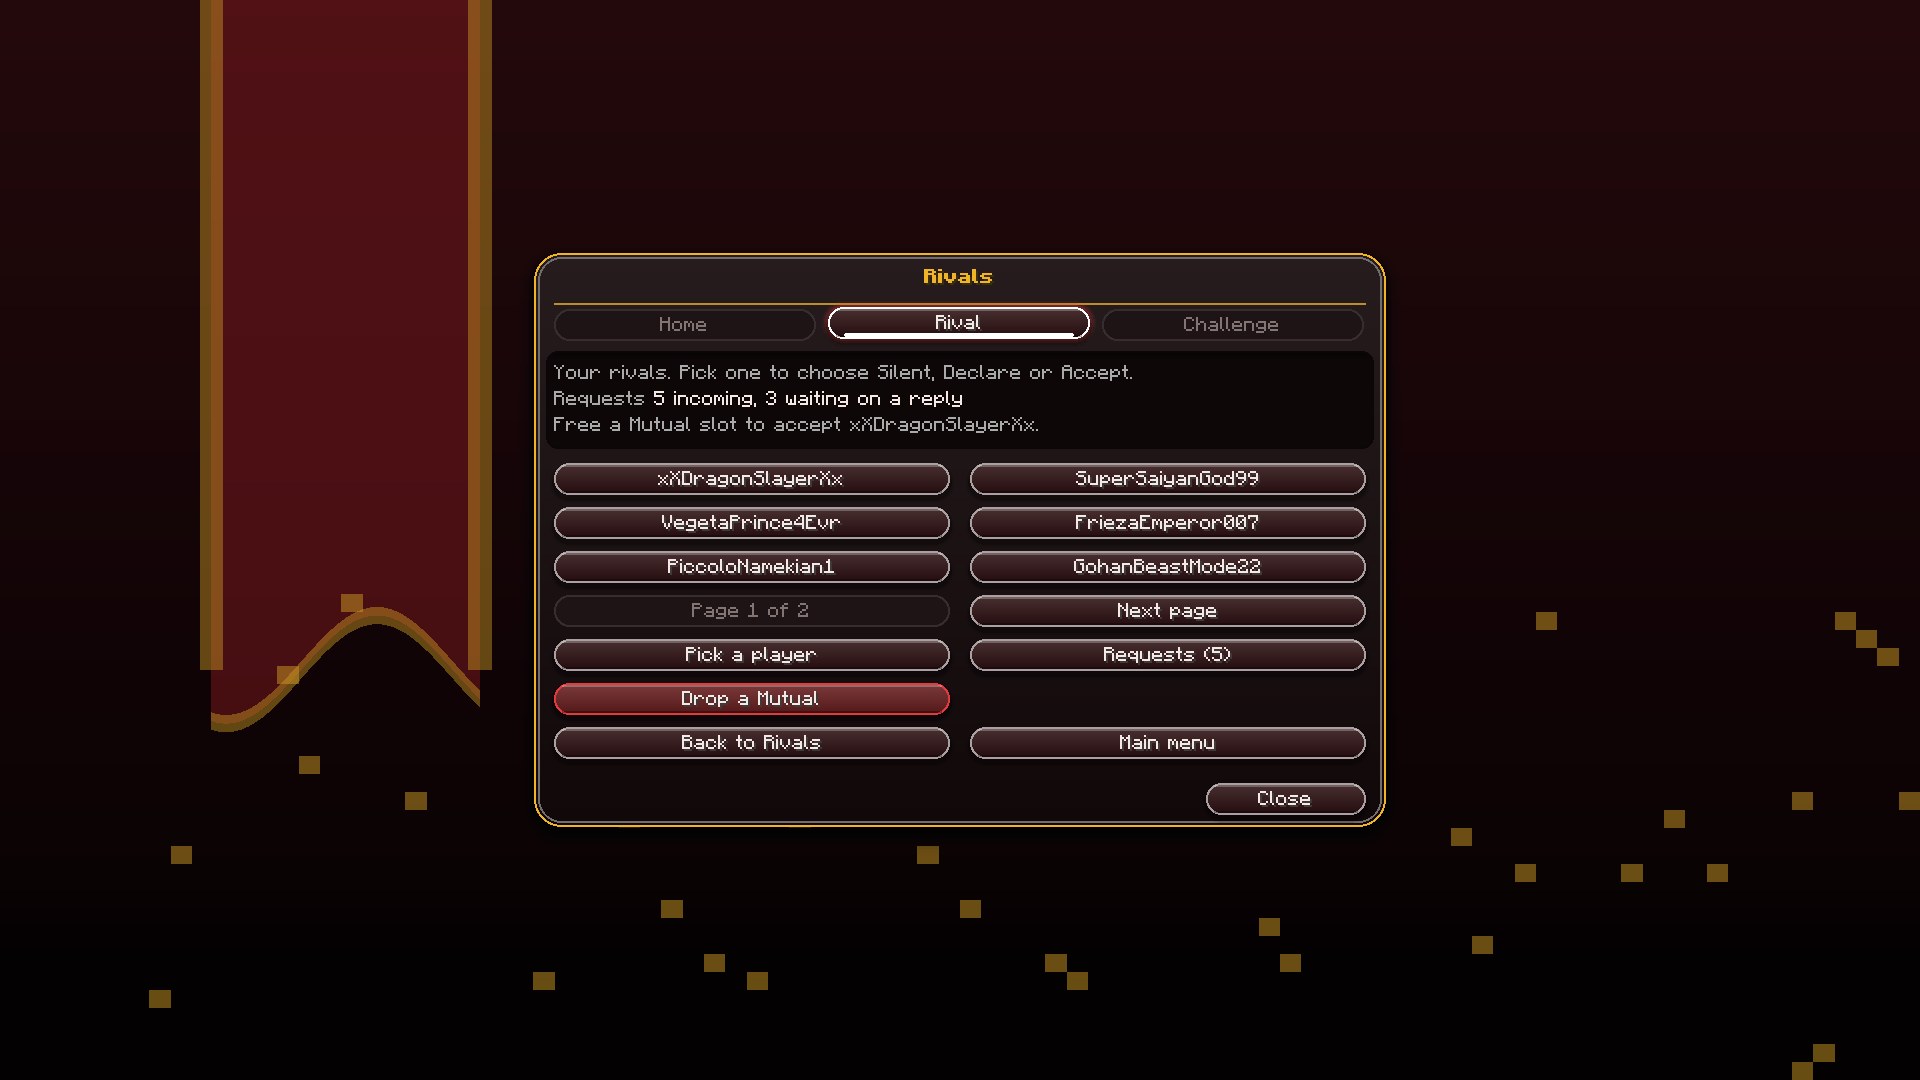 Rivals
Home
Rival
Challenge
Your rivals. Pick one to choose Silent, Declare or Accept.
Requests 5 incoming, 3 waiting on a reply
Free a Mutual slot to accept xXDragonSlayerXx.
xXDragonSlayerXx
SuperSaiyanGod99
VegetaPrince4Evr
FriezaEmperor007
PiccoloNamekian1
GohanBeastMode22
Page 1 of 2
Next page
Pick a player
Requests (5)
Drop a Mutual
Back to Rivals
Main menu
Close